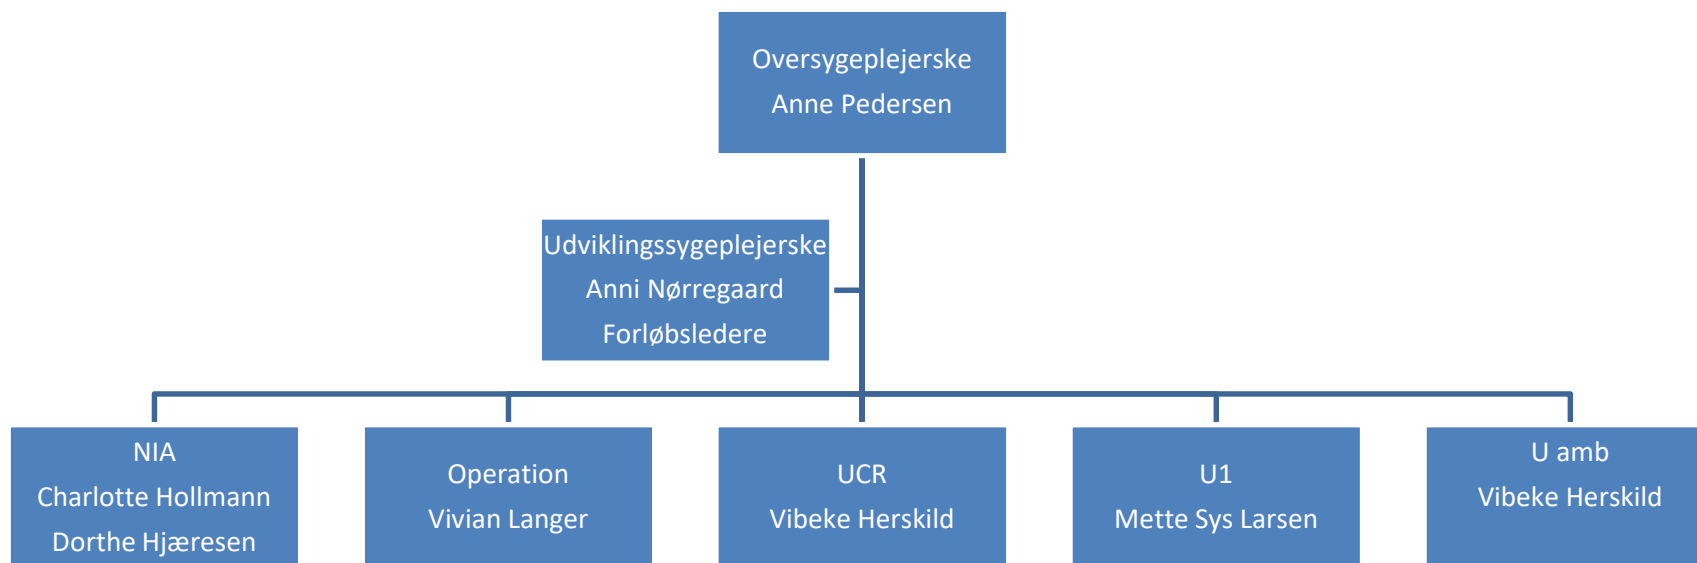 Oversygeplejerske
Anne Pedersen
Udviklingssygeplejerske
Anni Nørregaard
Forløbsledere
NIA
Charlotte Hollmann
Dorthe Hjæresen
Operation
Vivian Langer
UCR
Vibeke Herskild
U1
Mette Sys Larsen
U amb
Vibeke Herskild